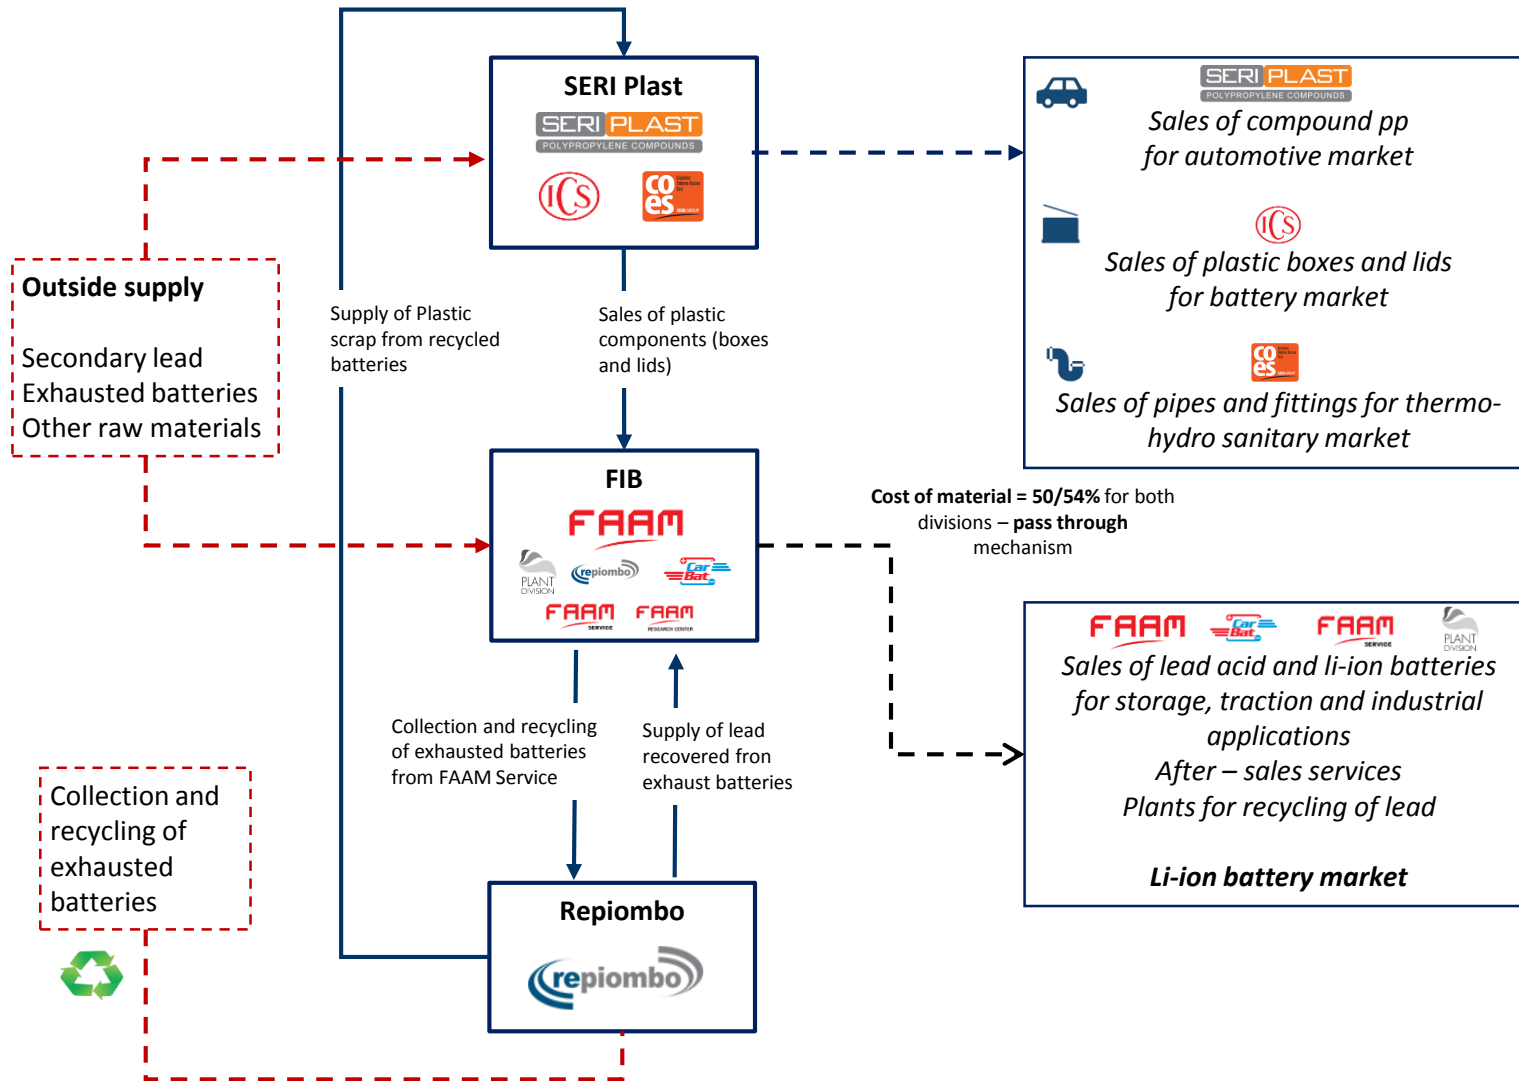 SERI Plast
SERI PLAST
POLYPROPYLENE COMPOUNDS
ICS
co
es
SERI GROUP
SERI PLAST
POLYPROPYLENE COMPOUNDS
Sales of compound pp
for automotive market
ICS
Sales of plastic boxes and lids
for battery market
co
es
Sales of pipes and fittings for thermo-
hydro sanitary market
Outside supply
Secondary lead
Exhausted batteries
Other raw materials
Supply of Plastic
scrap from recycled
batteries
Sales of plastic
components (boxes
and lids)
FIB
FAAM
PLANT
DIVISION
repiombo
Car
Bat
FAAM
SERVICE
FAAM
RESEARCH CENTER
Cost of material = 50/54% for both
divisions – pass through
mechanism
FAAM
Car
Bat
FAAM
SERVICE
PLANT
DIVISION
Sales of lead acid and li-ion batteries
for storage, traction and industrial
applications
After – sales services
Plants for recycling of lead
Li-ion battery market
Collection and recycling
of exhausted batteries
from FAAM Service
Supply of lead
recovered fron
exhaust batteries
Collection and
recycling of
exhausted
batteries
Repiombo
repiombo